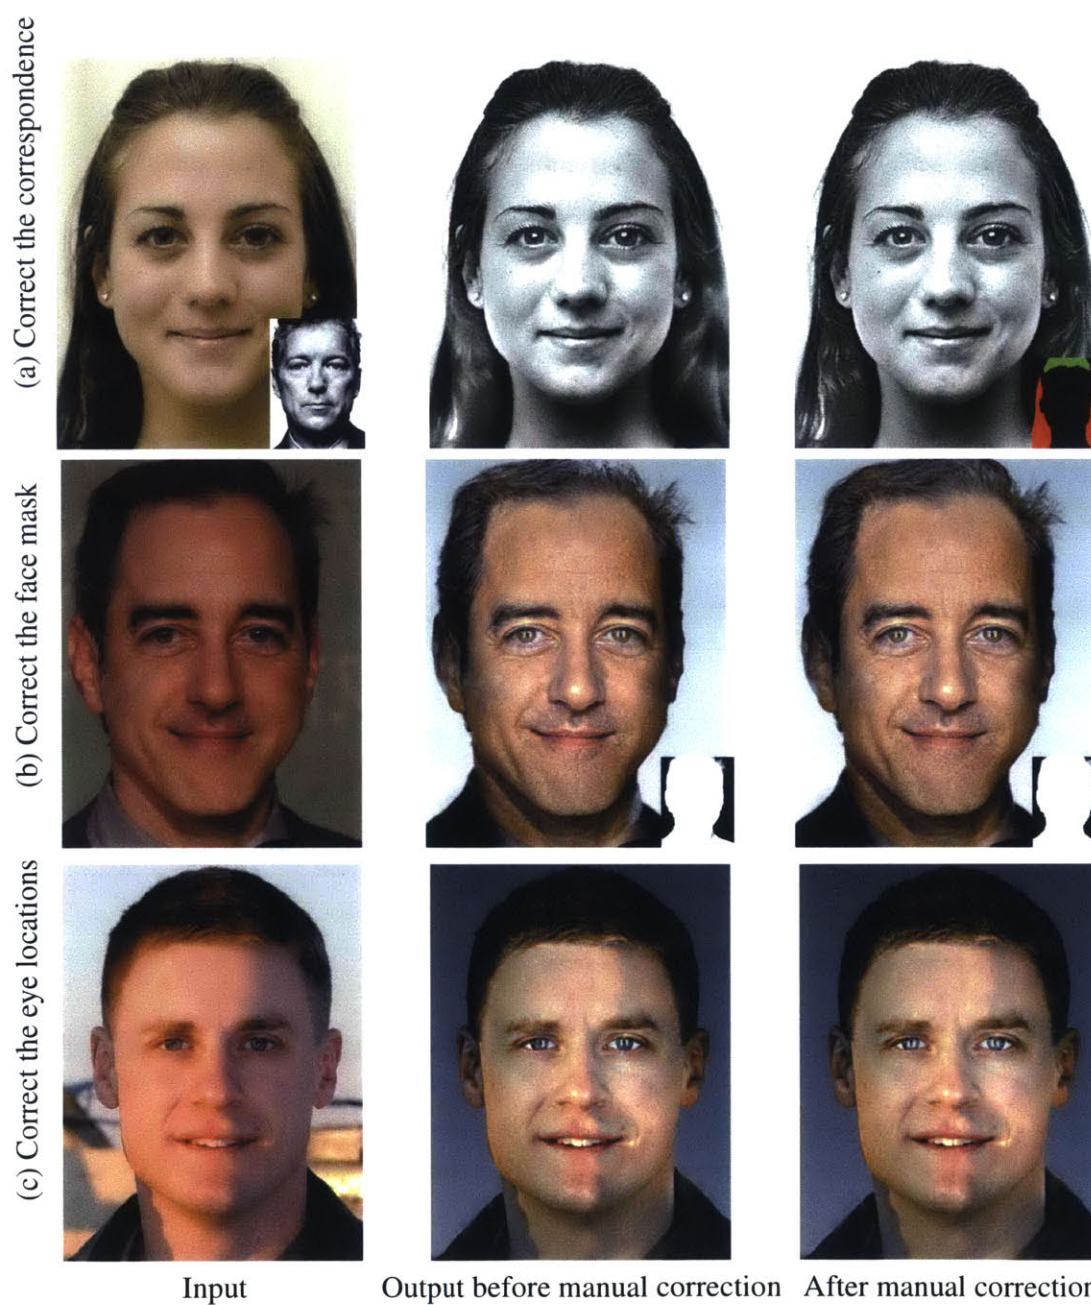 (a) Correct the correspondence
(b) Correct the face mask
(c) Correct the eye locations
Input
Output before manual correction
After manual correction